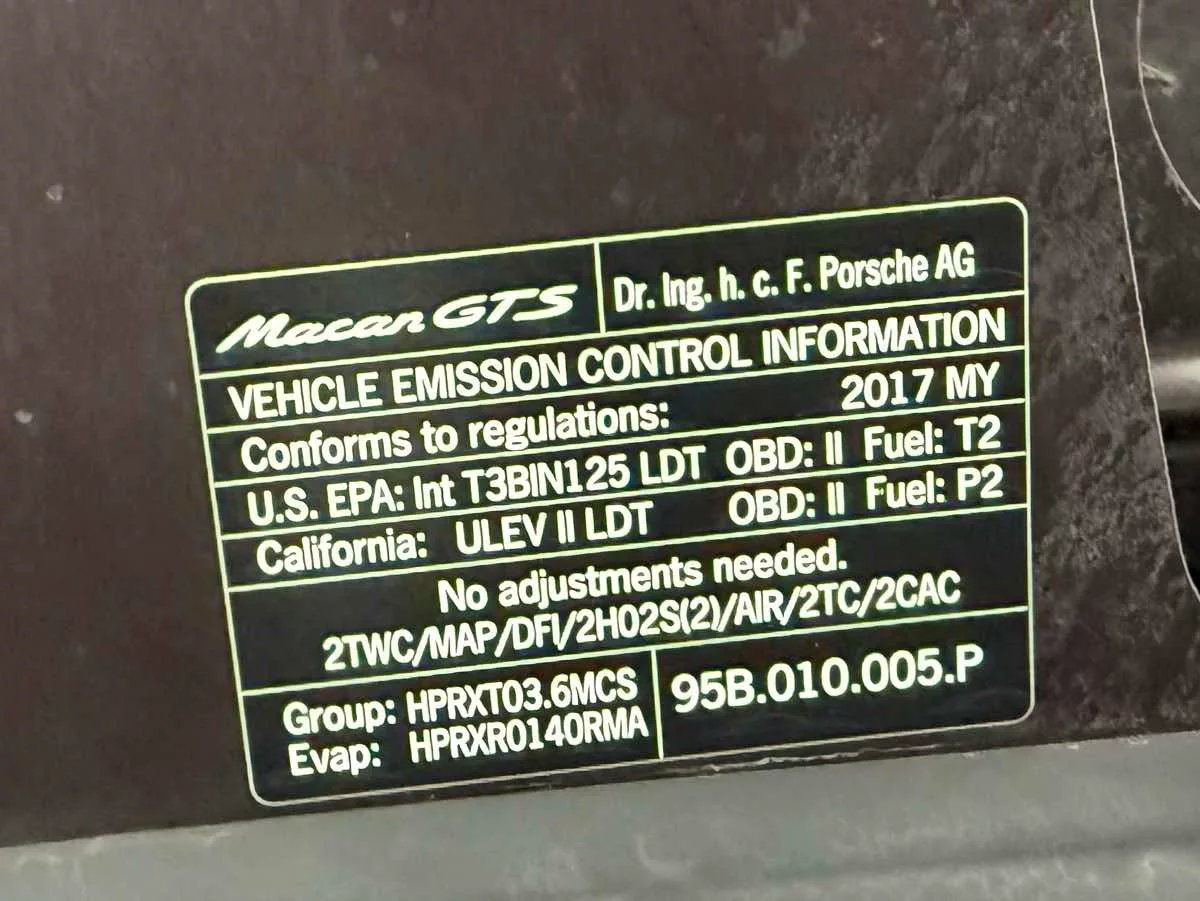 Macan GTS
Dr. Ing. h. c. F. Porsche AG
VEHICLE EMISSION CONTROL INFORMATION
Conforms to regulations: 2017 MY
U.S. EPA: Int T3BIN125 LDT OBD: II Fuel: T2
California: ULEV II LDT OBD: II Fuel: P2
No adjustments needed.
2TWC/MAP/DFI/2HO2S(2)/AIR/2TC/2CAC
Group: HPRXT03.6MCS
Evap: HPRXR0140RMA
95B.010.005.P